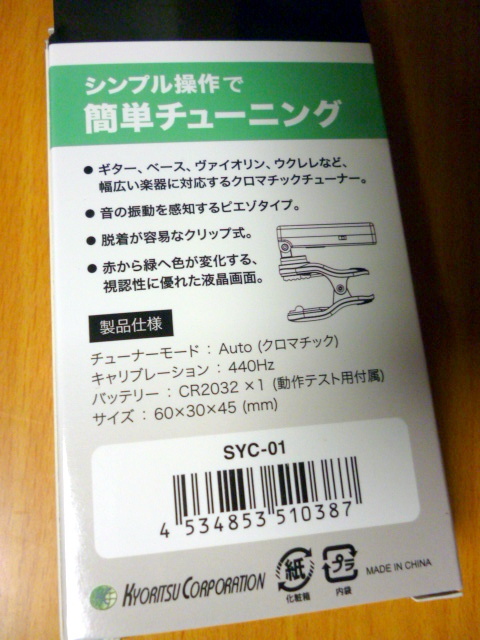 シンプル操作で
簡単チューニング
● ギター、ベース、ヴァイオリン、ウクレレなど、
幅広い楽器に対応するクロマチックチューナー。
● 音の振動を感知するピエゾタイプ。
● 脱着が容易なクリップ式。
● 赤から緑へ色が変化する、
視認性に優れた液晶画面。
製品仕様
チューナーモード : Auto (クロマチック)
キャリブレーション : 440Hz
バッテリー : CR2032 ×1 (動作テスト用付属)
サイズ : 60×30×45 (mm)
SYC-01
4 534853 510387
KYORITSU CORPORATION
紙
化粧箱
プラ
内袋
MADE IN CHINA